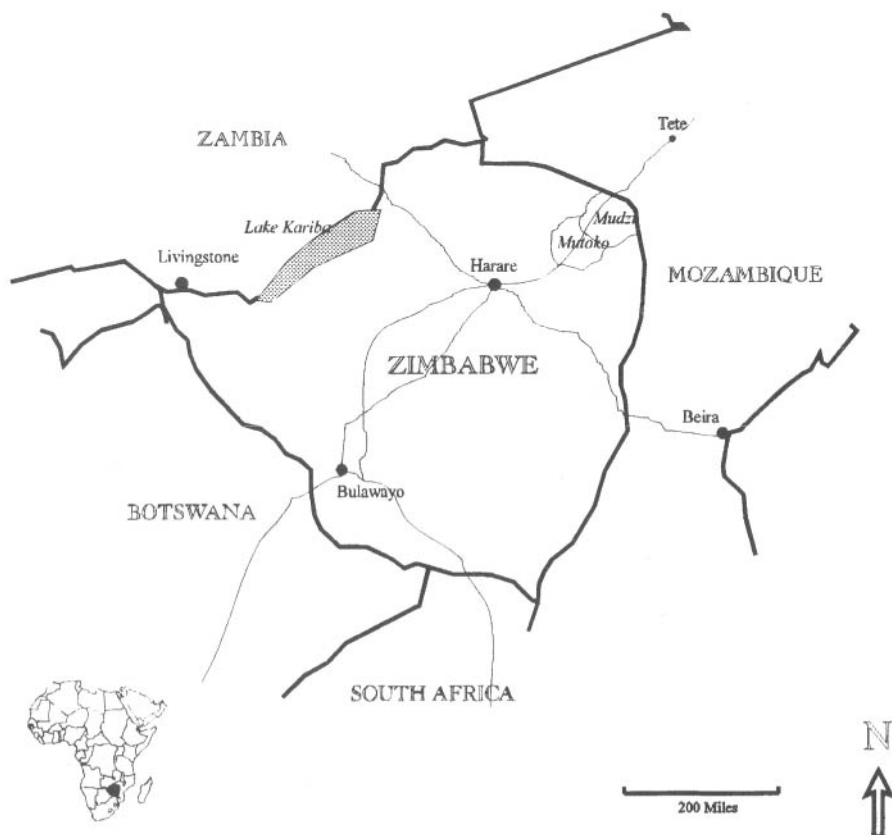 Tete
ZAMBIA
Mudzi
Lake Kariba
Mutoko
Livingstone
Harare
MOZAMBIQUE
ZIMBABWE
Beira
Bulawayo
BOTSWANA
SOUTH AFRICA
N
200 Miles